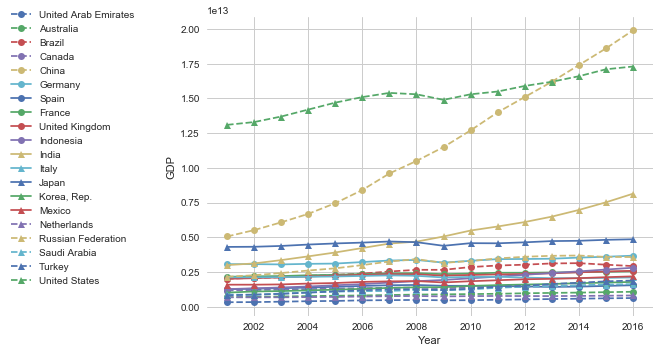 United Arab Emirates
Australia
Brazil
Canada
China
Germany
Spain
France
United Kingdom
Indonesia
India
Italy
Japan
Korea, Rep.
Mexico
Netherlands
Russian Federation
Saudi Arabia
Turkey
United States
1e13
2.00
1.75
1.50
1.25
1.00
0.75
0.50
0.25
0.00
GDP
2002
2004
2006
2008
2010
2012
2014
2016
Year